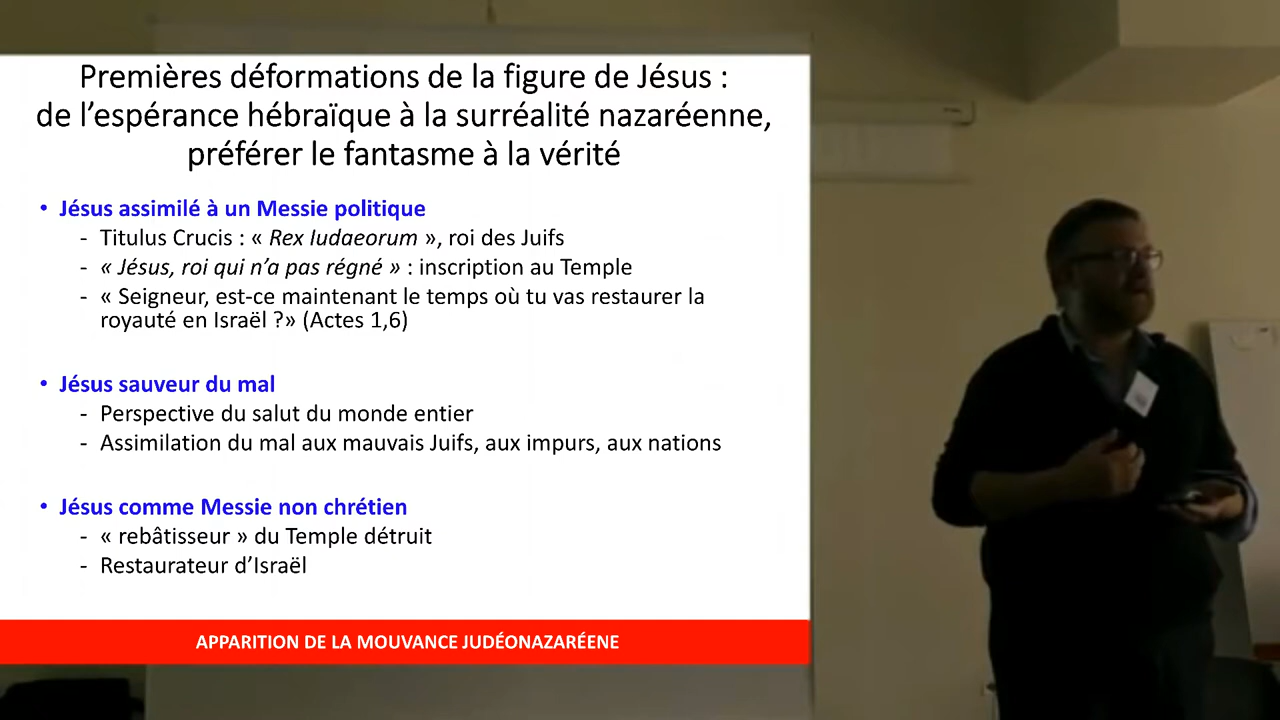 Premières déformations de la figure de Jésus :
de l’espérance hébraïque à la surréalité nazaréenne,
préférer le fantasme à la vérité
• Jésus assimilé à un Messie politique
- Titulus Crucis : « Rex Iudaeorum », roi des Juifs
- « Jésus, roi qui n’a pas régné » : inscription au Temple
- « Seigneur, est-ce maintenant le temps où tu vas restaurer la
royauté en Israël ?» (Actes 1,6)
• Jésus sauveur du mal
- Perspective du salut du monde entier
- Assimilation du mal aux mauvais Juifs, aux impurs, aux nations
• Jésus comme Messie non chrétien
- « rebâtisseur » du Temple détruit
- Restaurateur d’Israël
APPARITION DE LA MOUVANCE JUDÉONAZARÉENE